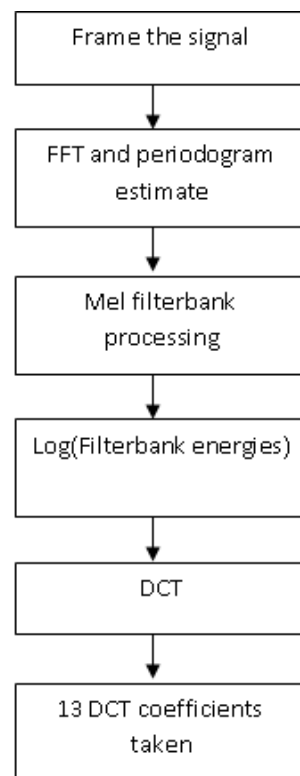 Frame the signal
FFT and periodogram
estimate
Mel filterbank
processing
Log(Filterbank energies)
DCT
13 DCT coefficients
taken